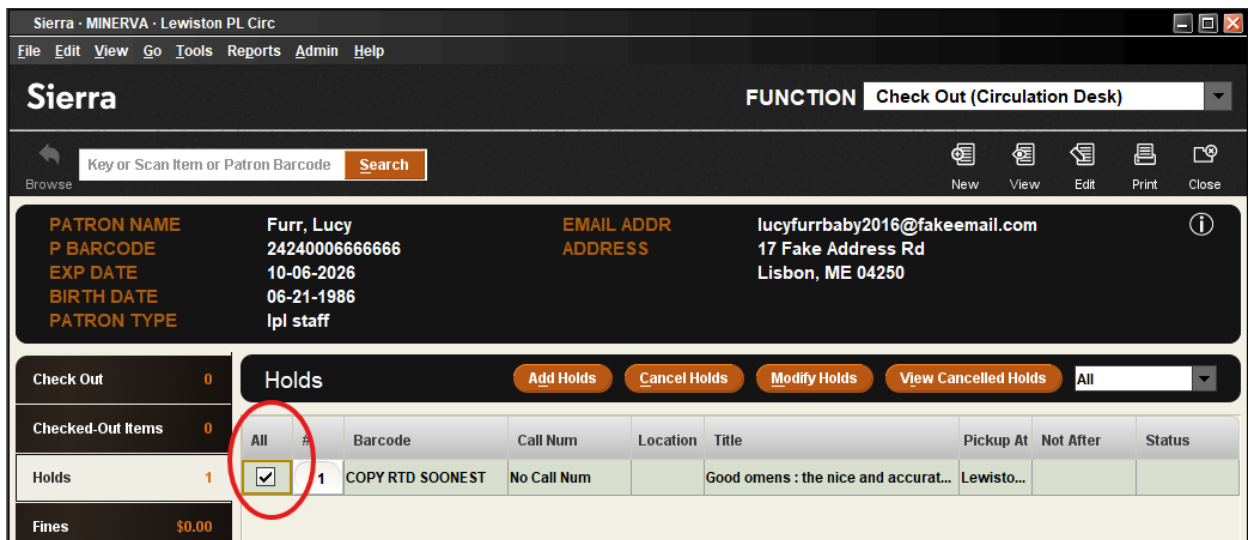 Sierra · MINERVA · Lewiston PL Circ
File Edit View Go Tools Reports Admin Help
Sierra
FUNCTION Check Out (Circulation Desk)
Browse
Key or Scan Item or Patron Barcode Search
New View Edit Print Close
PATRON NAME Furr, Lucy EMAIL ADDR lucyfurrbaby2016@fakeemail.com
P BARCODE 24240006666666 ADDRESS 17 Fake Address Rd
EXP DATE 10-06-2026 Lisbon, ME 04250
BIRTH DATE 06-21-1986
PATRON TYPE lpl staff
Check Out 0
Holds Add Holds Cancel Holds Modify Holds View Cancelled Holds All
Checked-Out Items 0
All # Barcode Call Num Location Title Pickup At Not After Status
Holds 1
1 COPY RTD SOONEST No Call Num Good omens : the nice and accurat... Lewisto...
Fines $0.00